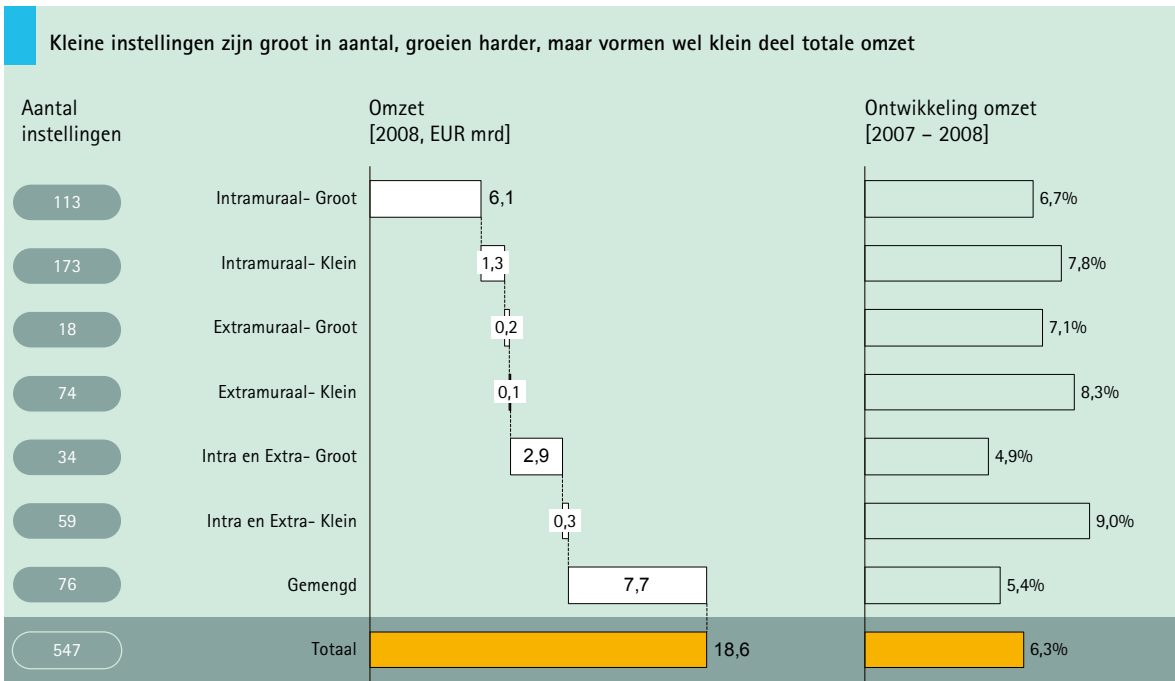 Kleine instellingen zijn groot in aantal, groeien harder, maar vormen wel klein deel totale omzet
Aantal
instellingen
Omzet
[2008, EUR mrd]
Ontwikkeling omzet
[2007 – 2008]
113 Intramuraal- Groot 6,1 6,7%
173 Intramuraal- Klein 1,3 7,8%
18 Extramuraal- Groot 0,2 7,1%
74 Extramuraal- Klein 0,1 8,3%
34 Intra en Extra- Groot 2,9 4,9%
59 Intra en Extra- Klein 0,3 9,0%
76 Gemengd 7,7 5,4%
547 Totaal 18,6 6,3%